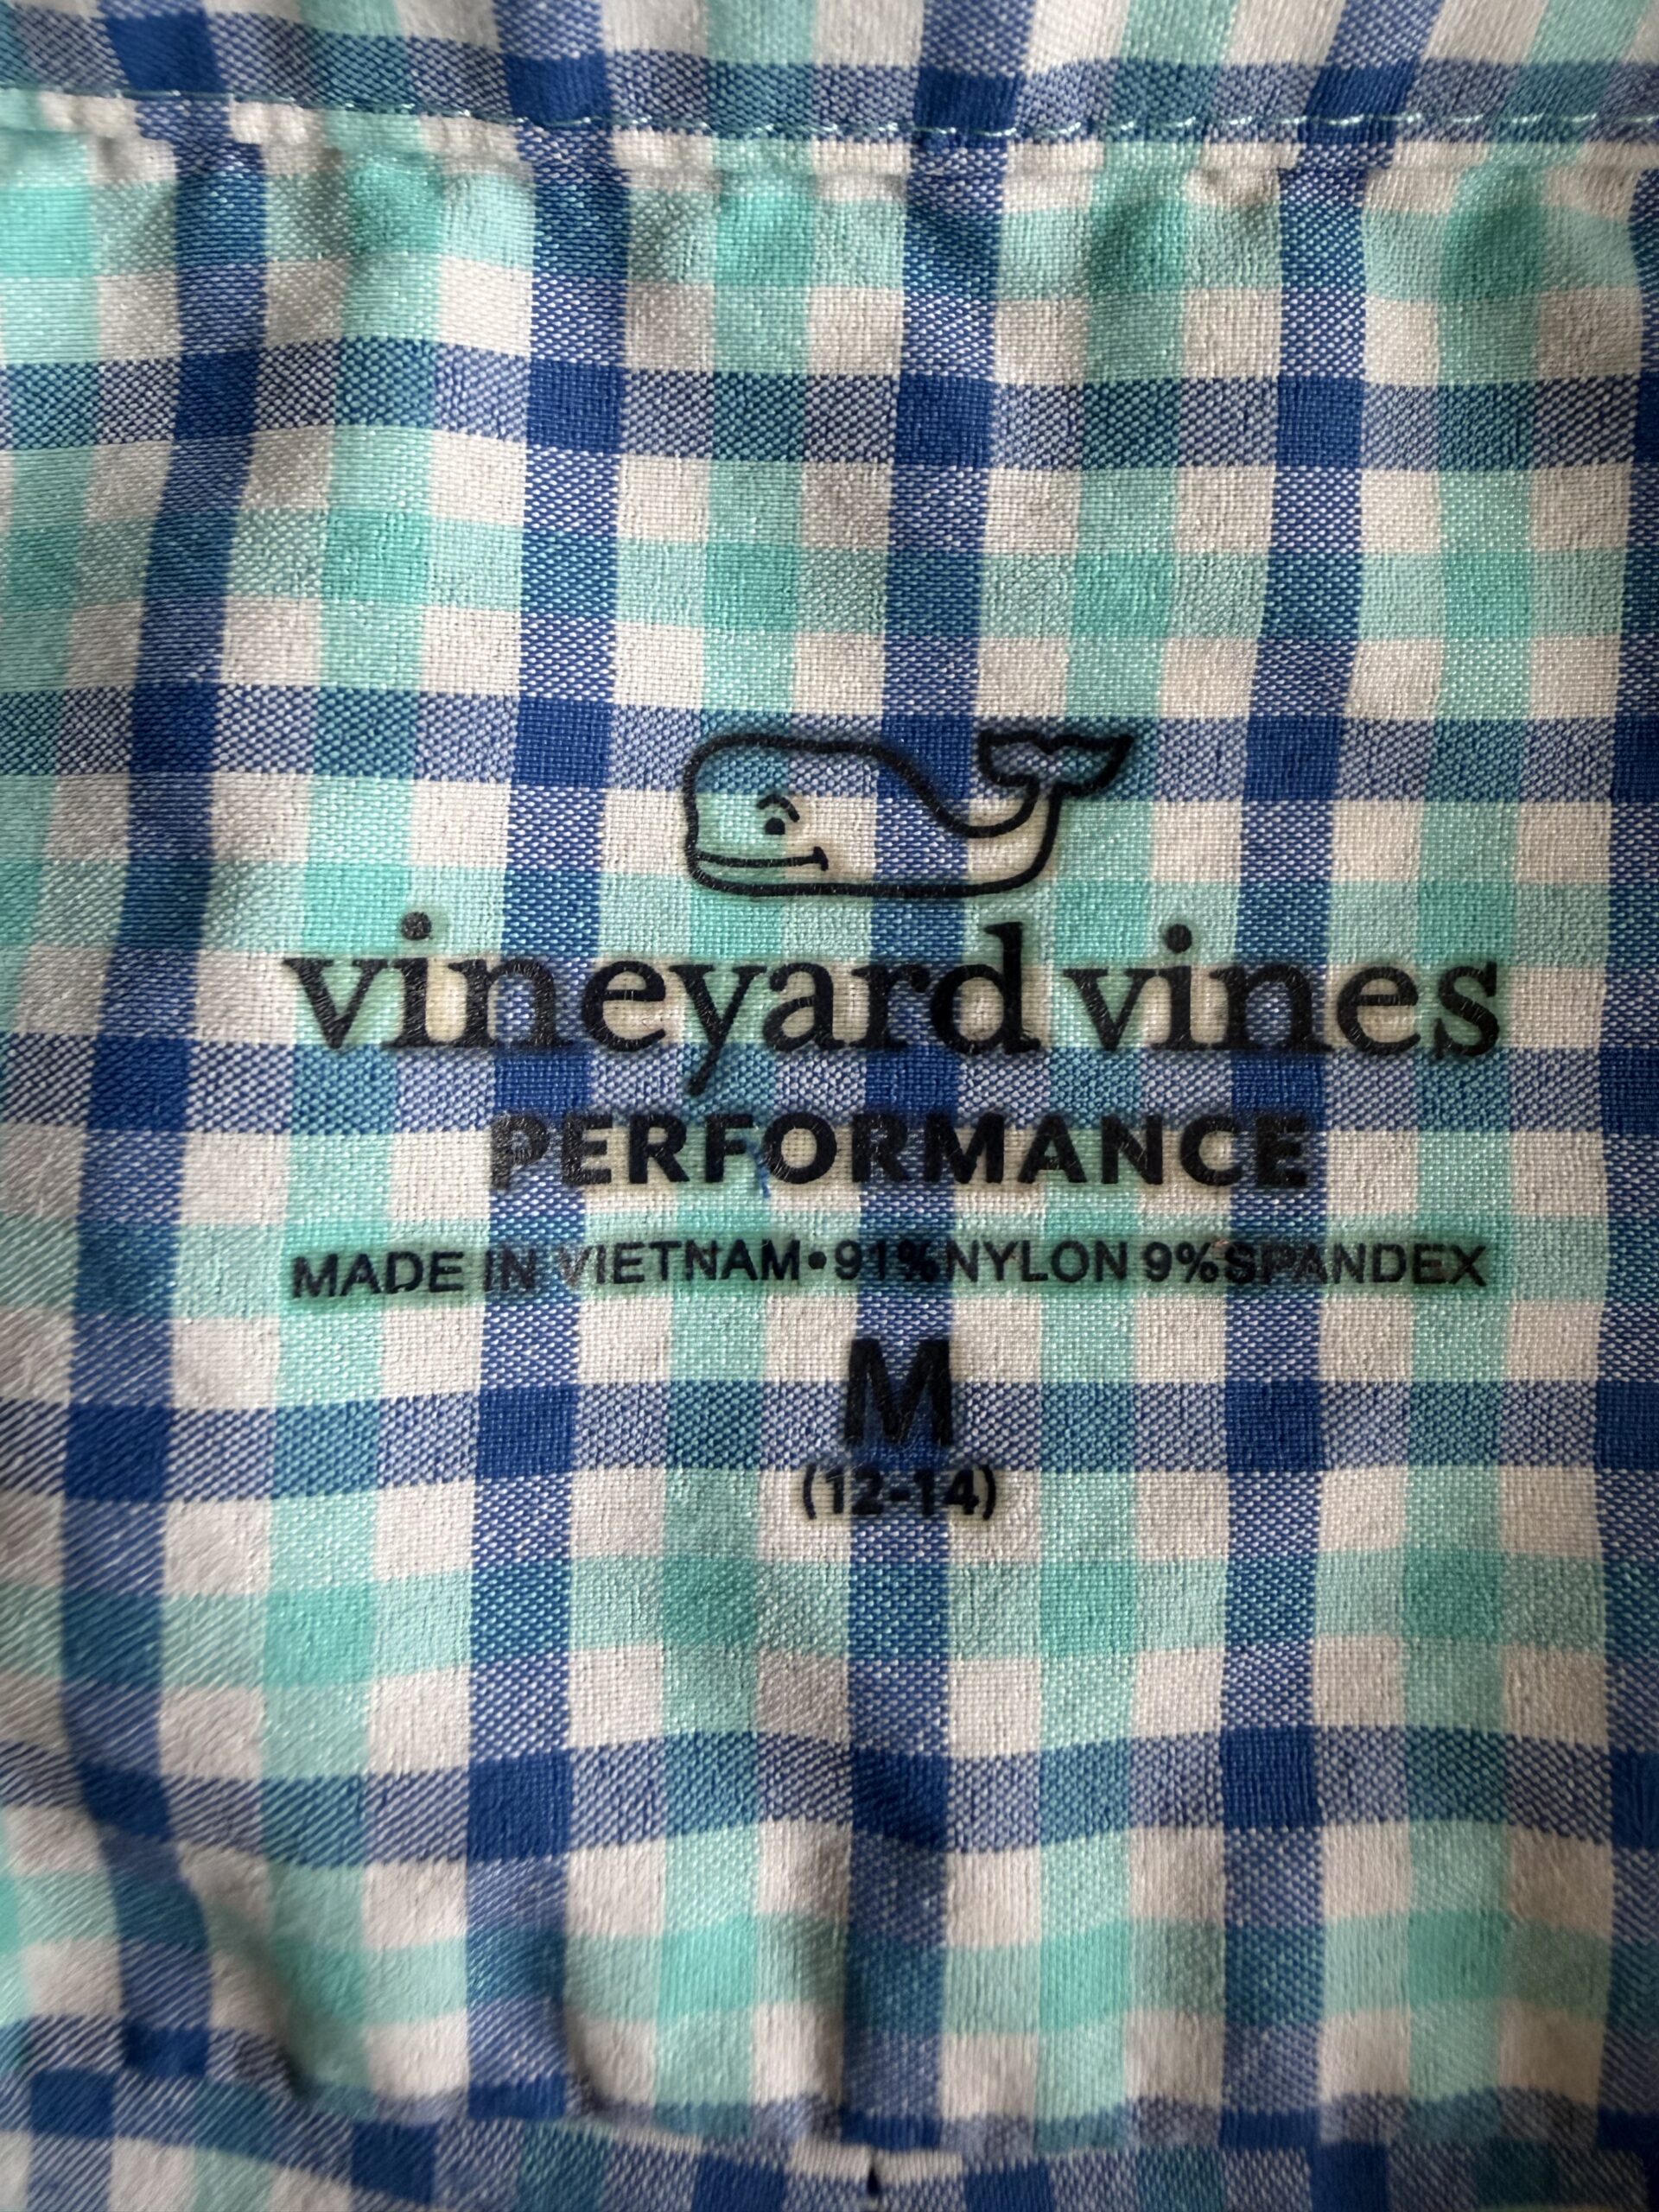 vineyard vines
PERFORMANCE
MADE IN VIETNAM•91%NYLON 9%SPANDEX
M
(12-14)